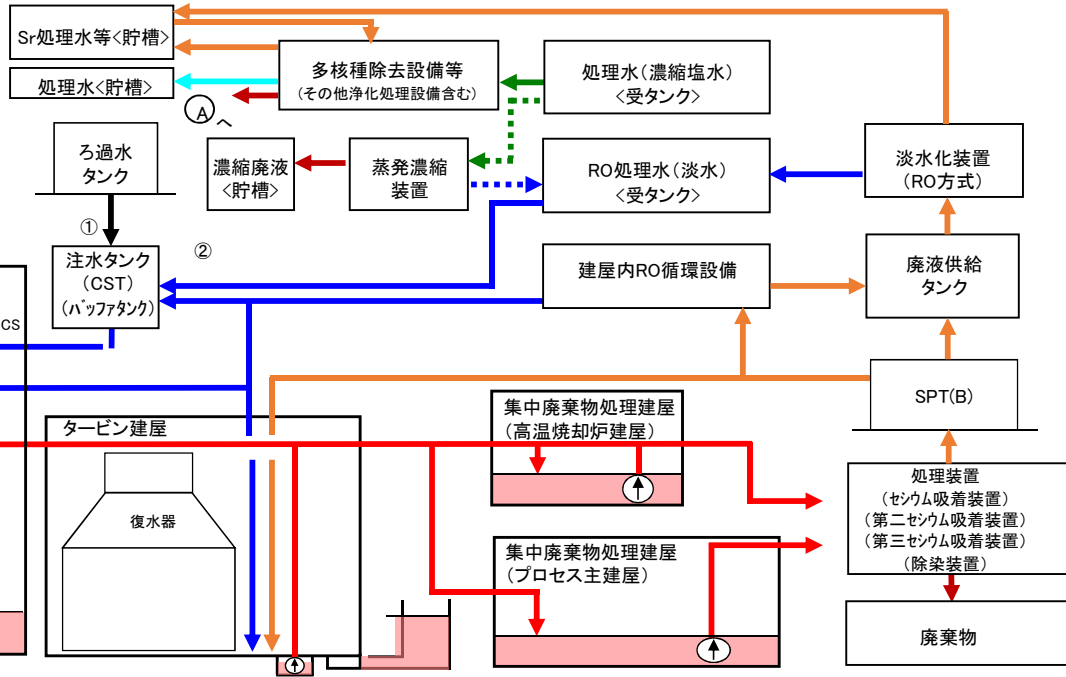 Sr処理水等<貯槽>
処理水<貯槽>
Ⓐへ
多核種除去設備等
(その他浄化処理設備含む)
処理水(濃縮塩水)
<受タンク>
ろ過水
タンク
濃縮廃液
<貯槽>
蒸発濃縮
装置
RO処理水(淡水)
<受タンク>
淡水化装置
(RO方式)
①
②
注水タンク
(CST)
(バッファタンク)
建屋内RO循環設備
廃液供給
タンク
CS
SPT(B)
タービン建屋
復水器
集中廃棄物処理建屋
(高温焼却炉建屋)
集中廃棄物処理建屋
(プロセス主建屋)
処理装置
(セシウム吸着装置)
(第二セシウム吸着装置)
(第三セシウム吸着装置)
(除染装置)
廃棄物